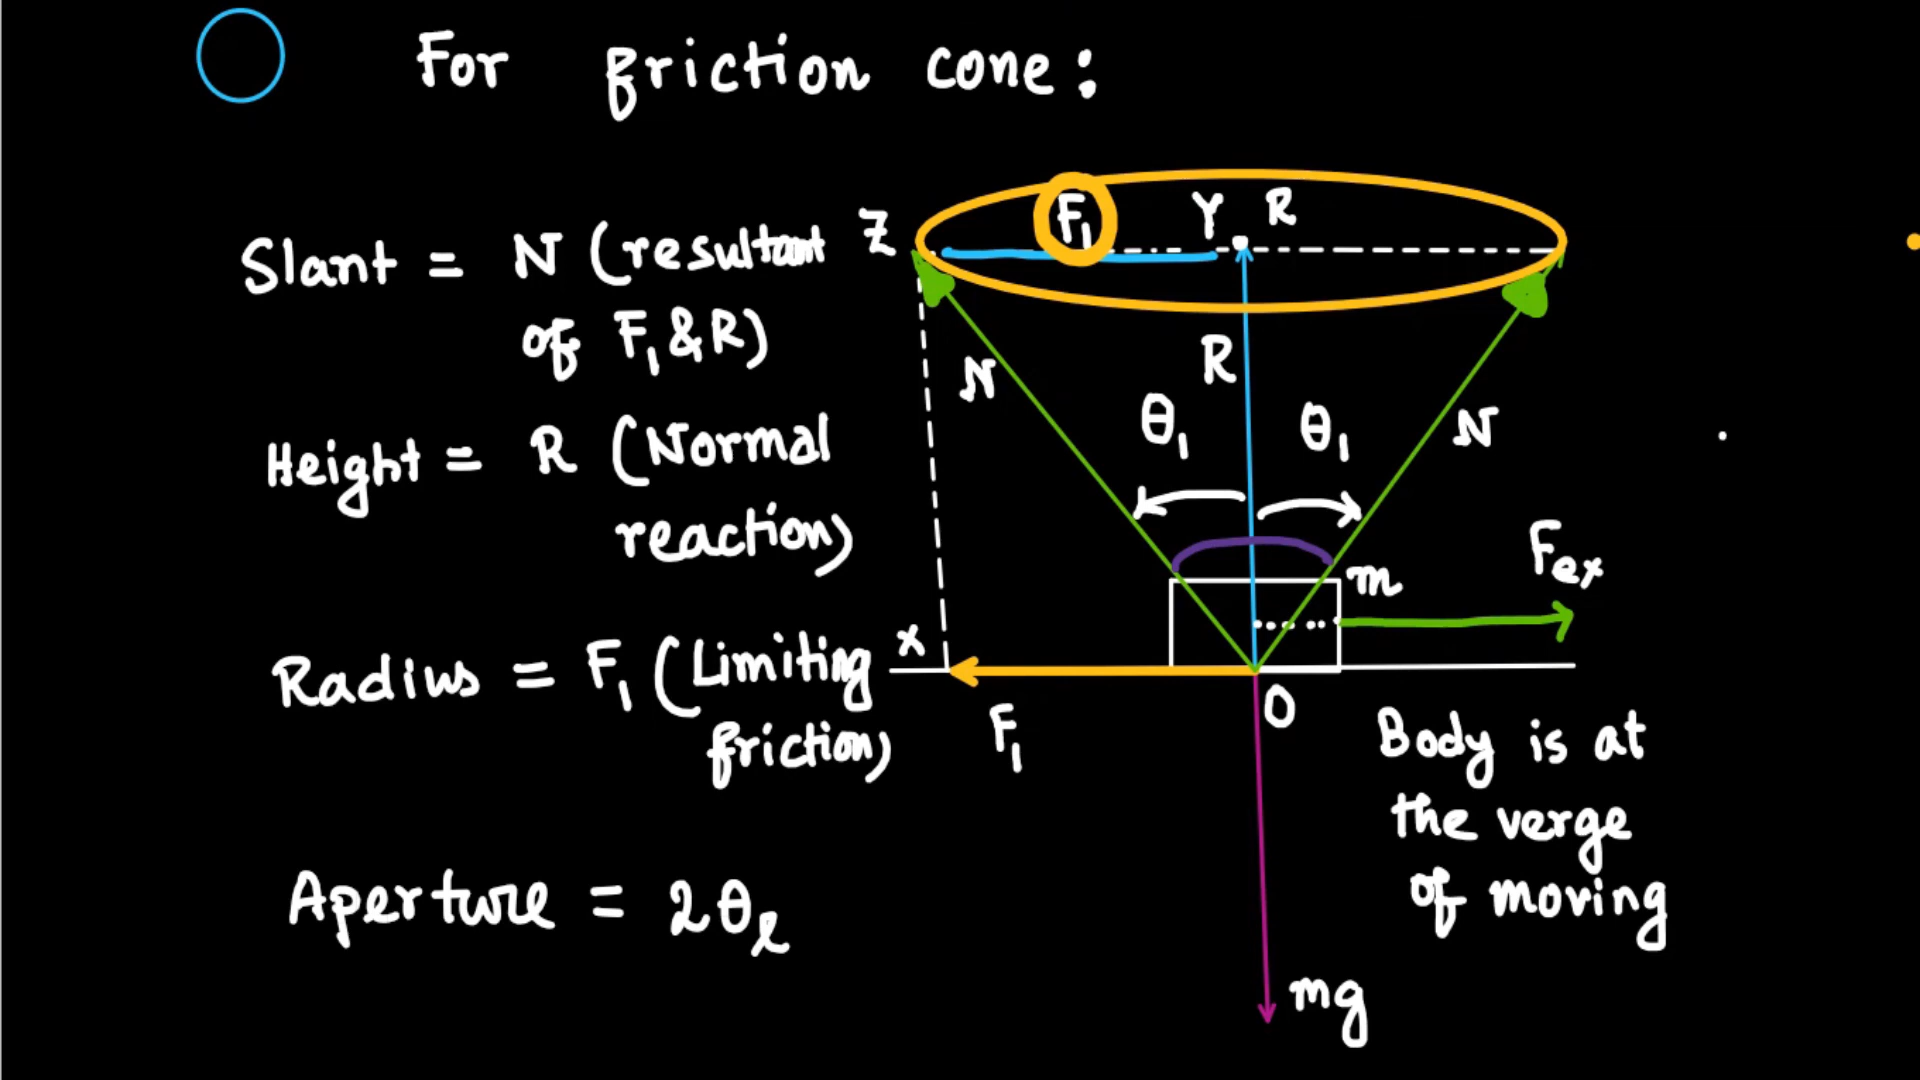 For friction cone:
Slant = N (resultant
of F₁ & R)
Height = R (Normal
reaction)
Radius = F₁ (Limiting
friction)
Aperture = 2θℓ
Z
F₁
Y
R
N
R
θ₁
θ₁
N
m
Fex
x
F₁
O
Body is at
the verge
of moving
mg